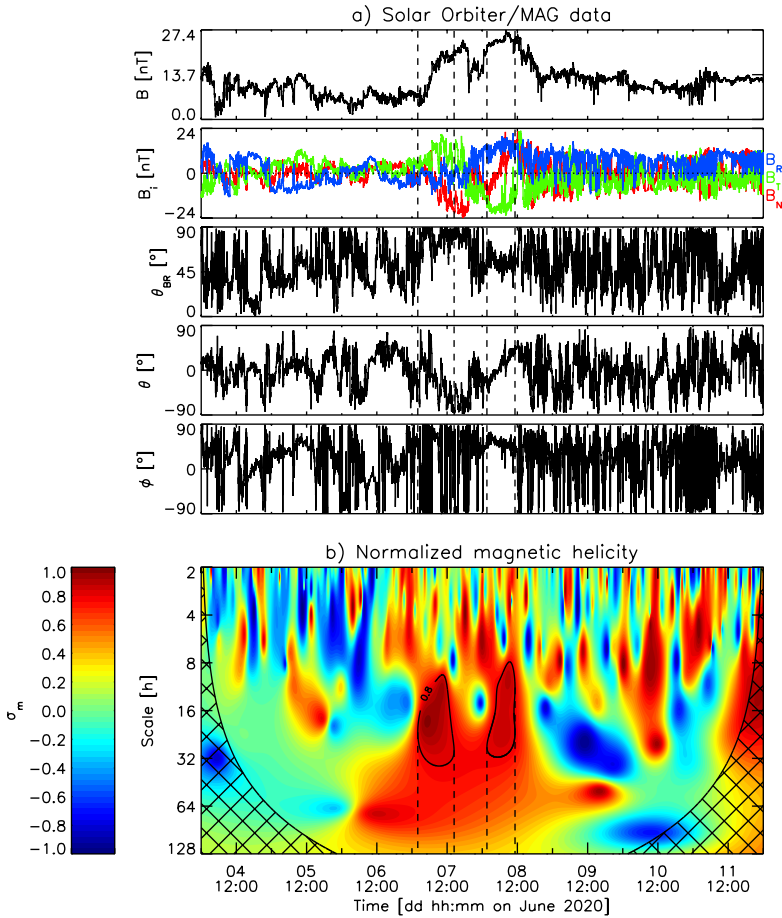 a) Solar Orbiter/MAG data
27.4
13.7
0.0
B [nT]
24
0
−24
B_i [nT]
B_R
B_T
B_N
90
45
0
θ_BR [°]
90
0
−90
θ [°]
90
0
−90
φ [°]
b) Normalized magnetic helicity
1.0
0.8
0.6
0.4
0.2
0.0
−0.2
−0.4
−0.6
−0.8
−1.0
σ_m
2
4
8
16
32
64
128
Scale [h]
0.8
04 05 06 07 08 09 10 11
12:00 12:00 12:00 12:00 12:00 12:00 12:00 12:00
Time [dd hh:mm on June 2020]